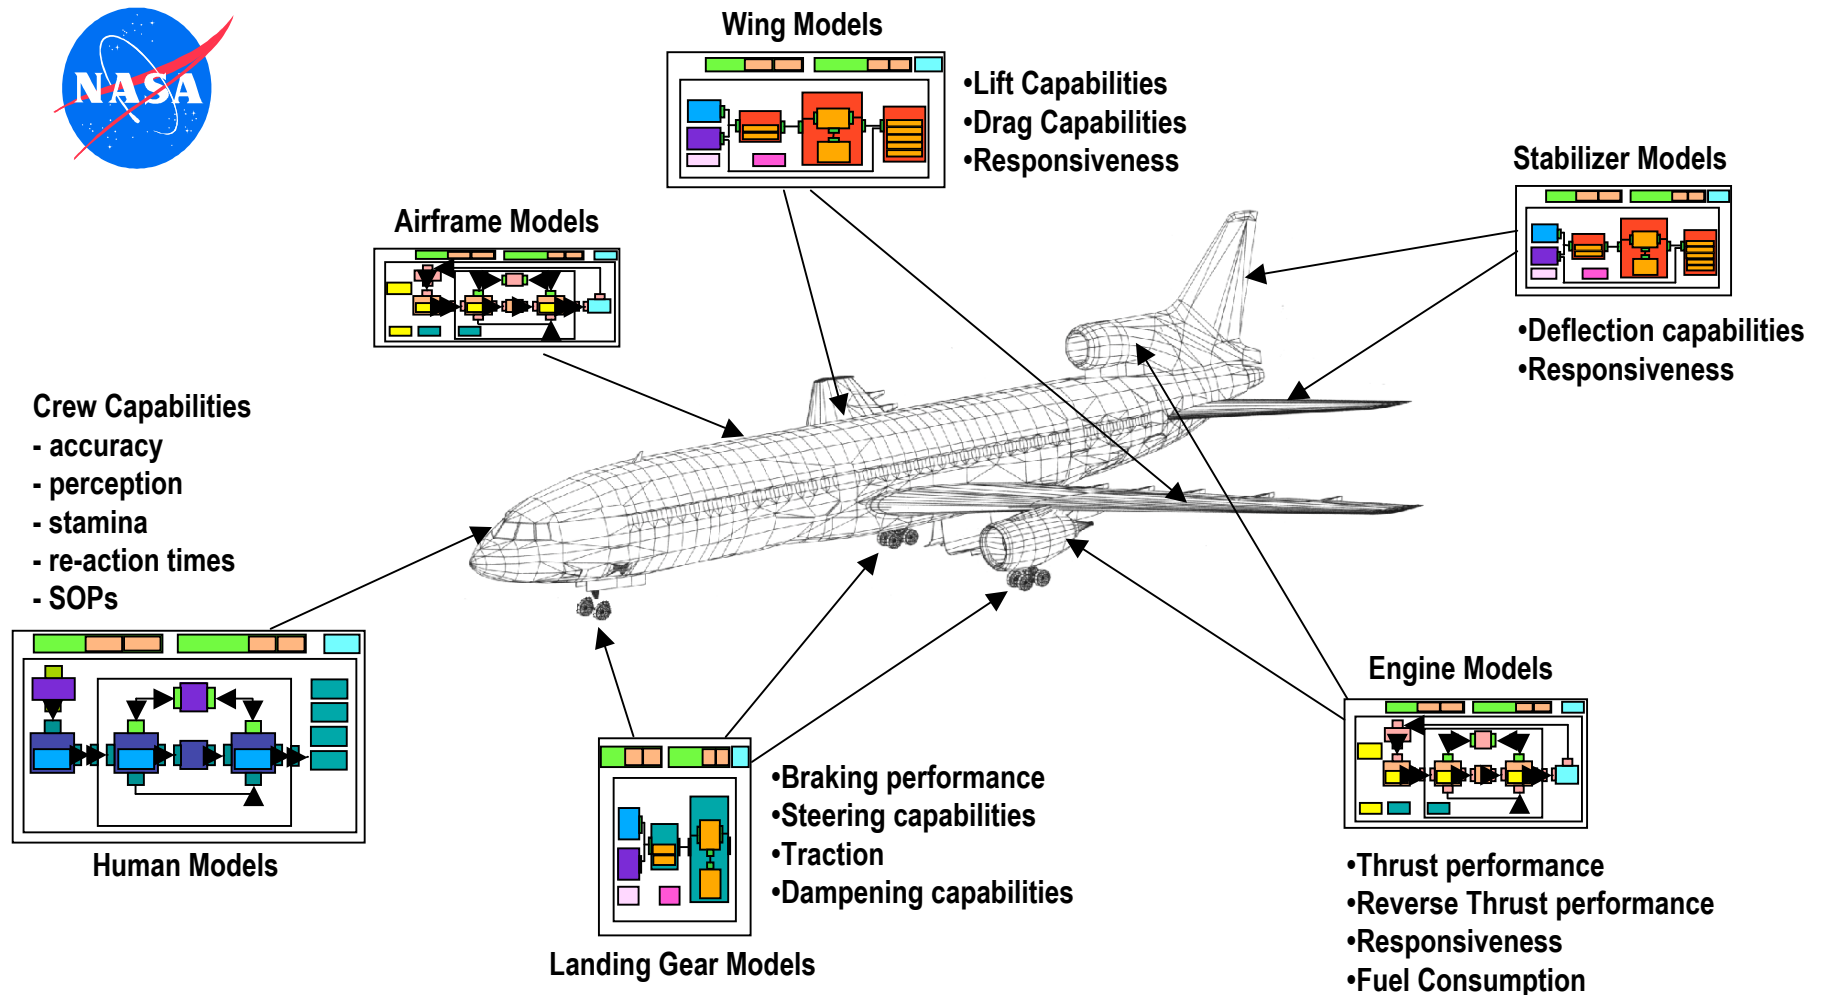 NASA
Wing Models
•Lift Capabilities
•Drag Capabilities
•Responsiveness
Stabilizer Models
•Deflection capabilities
•Responsiveness
Airframe Models
Crew Capabilities
- accuracy
- perception
- stamina
- re-action times
- SOPs
Human Models
Engine Models
•Thrust performance
•Reverse Thrust performance
•Responsiveness
•Fuel Consumption
•Braking performance
•Steering capabilities
•Traction
•Dampening capabilities
Landing Gear Models